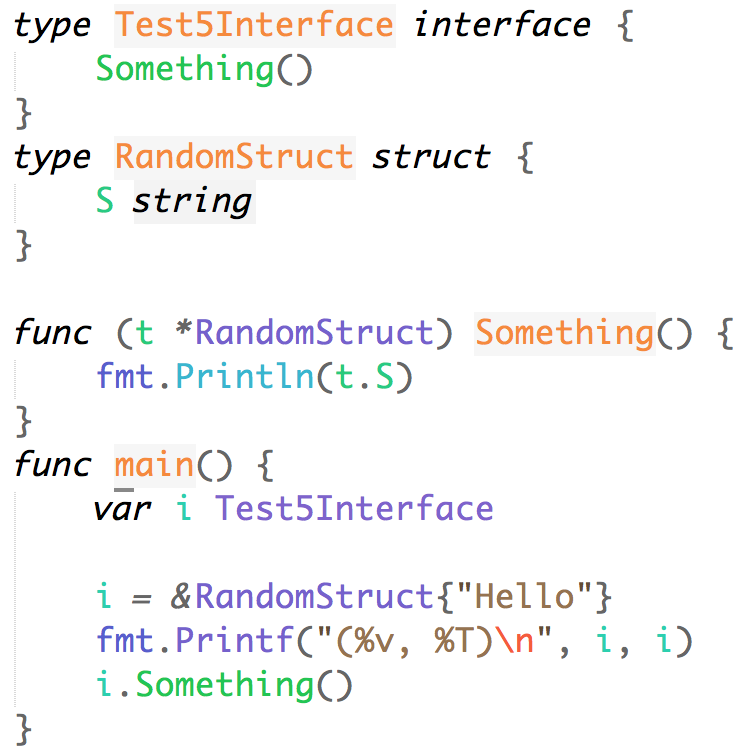 type Test5Interface interface {
    Something()
}
type RandomStruct struct {
    S string
}

func (t *RandomStruct) Something() {
    fmt.Println(t.S)
}
func main() {
    var i Test5Interface

    i = &RandomStruct{"Hello"}
    fmt.Printf("(%v, %T)\n", i, i)
    i.Something()
}